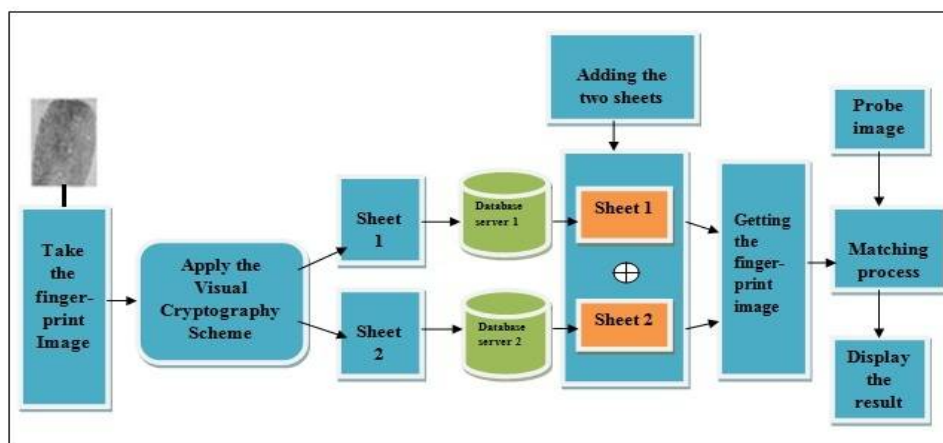 Take
the
finger-
print
Image
Apply the
Visual
Cryptography
Scheme
Sheet
1
Sheet
2
Database
server 1
Database
server 2
Adding the
two sheets
Sheet 1
Sheet 2
Getting
the
finger-
print
image
Probe
image
Matching
process
Display
the
result